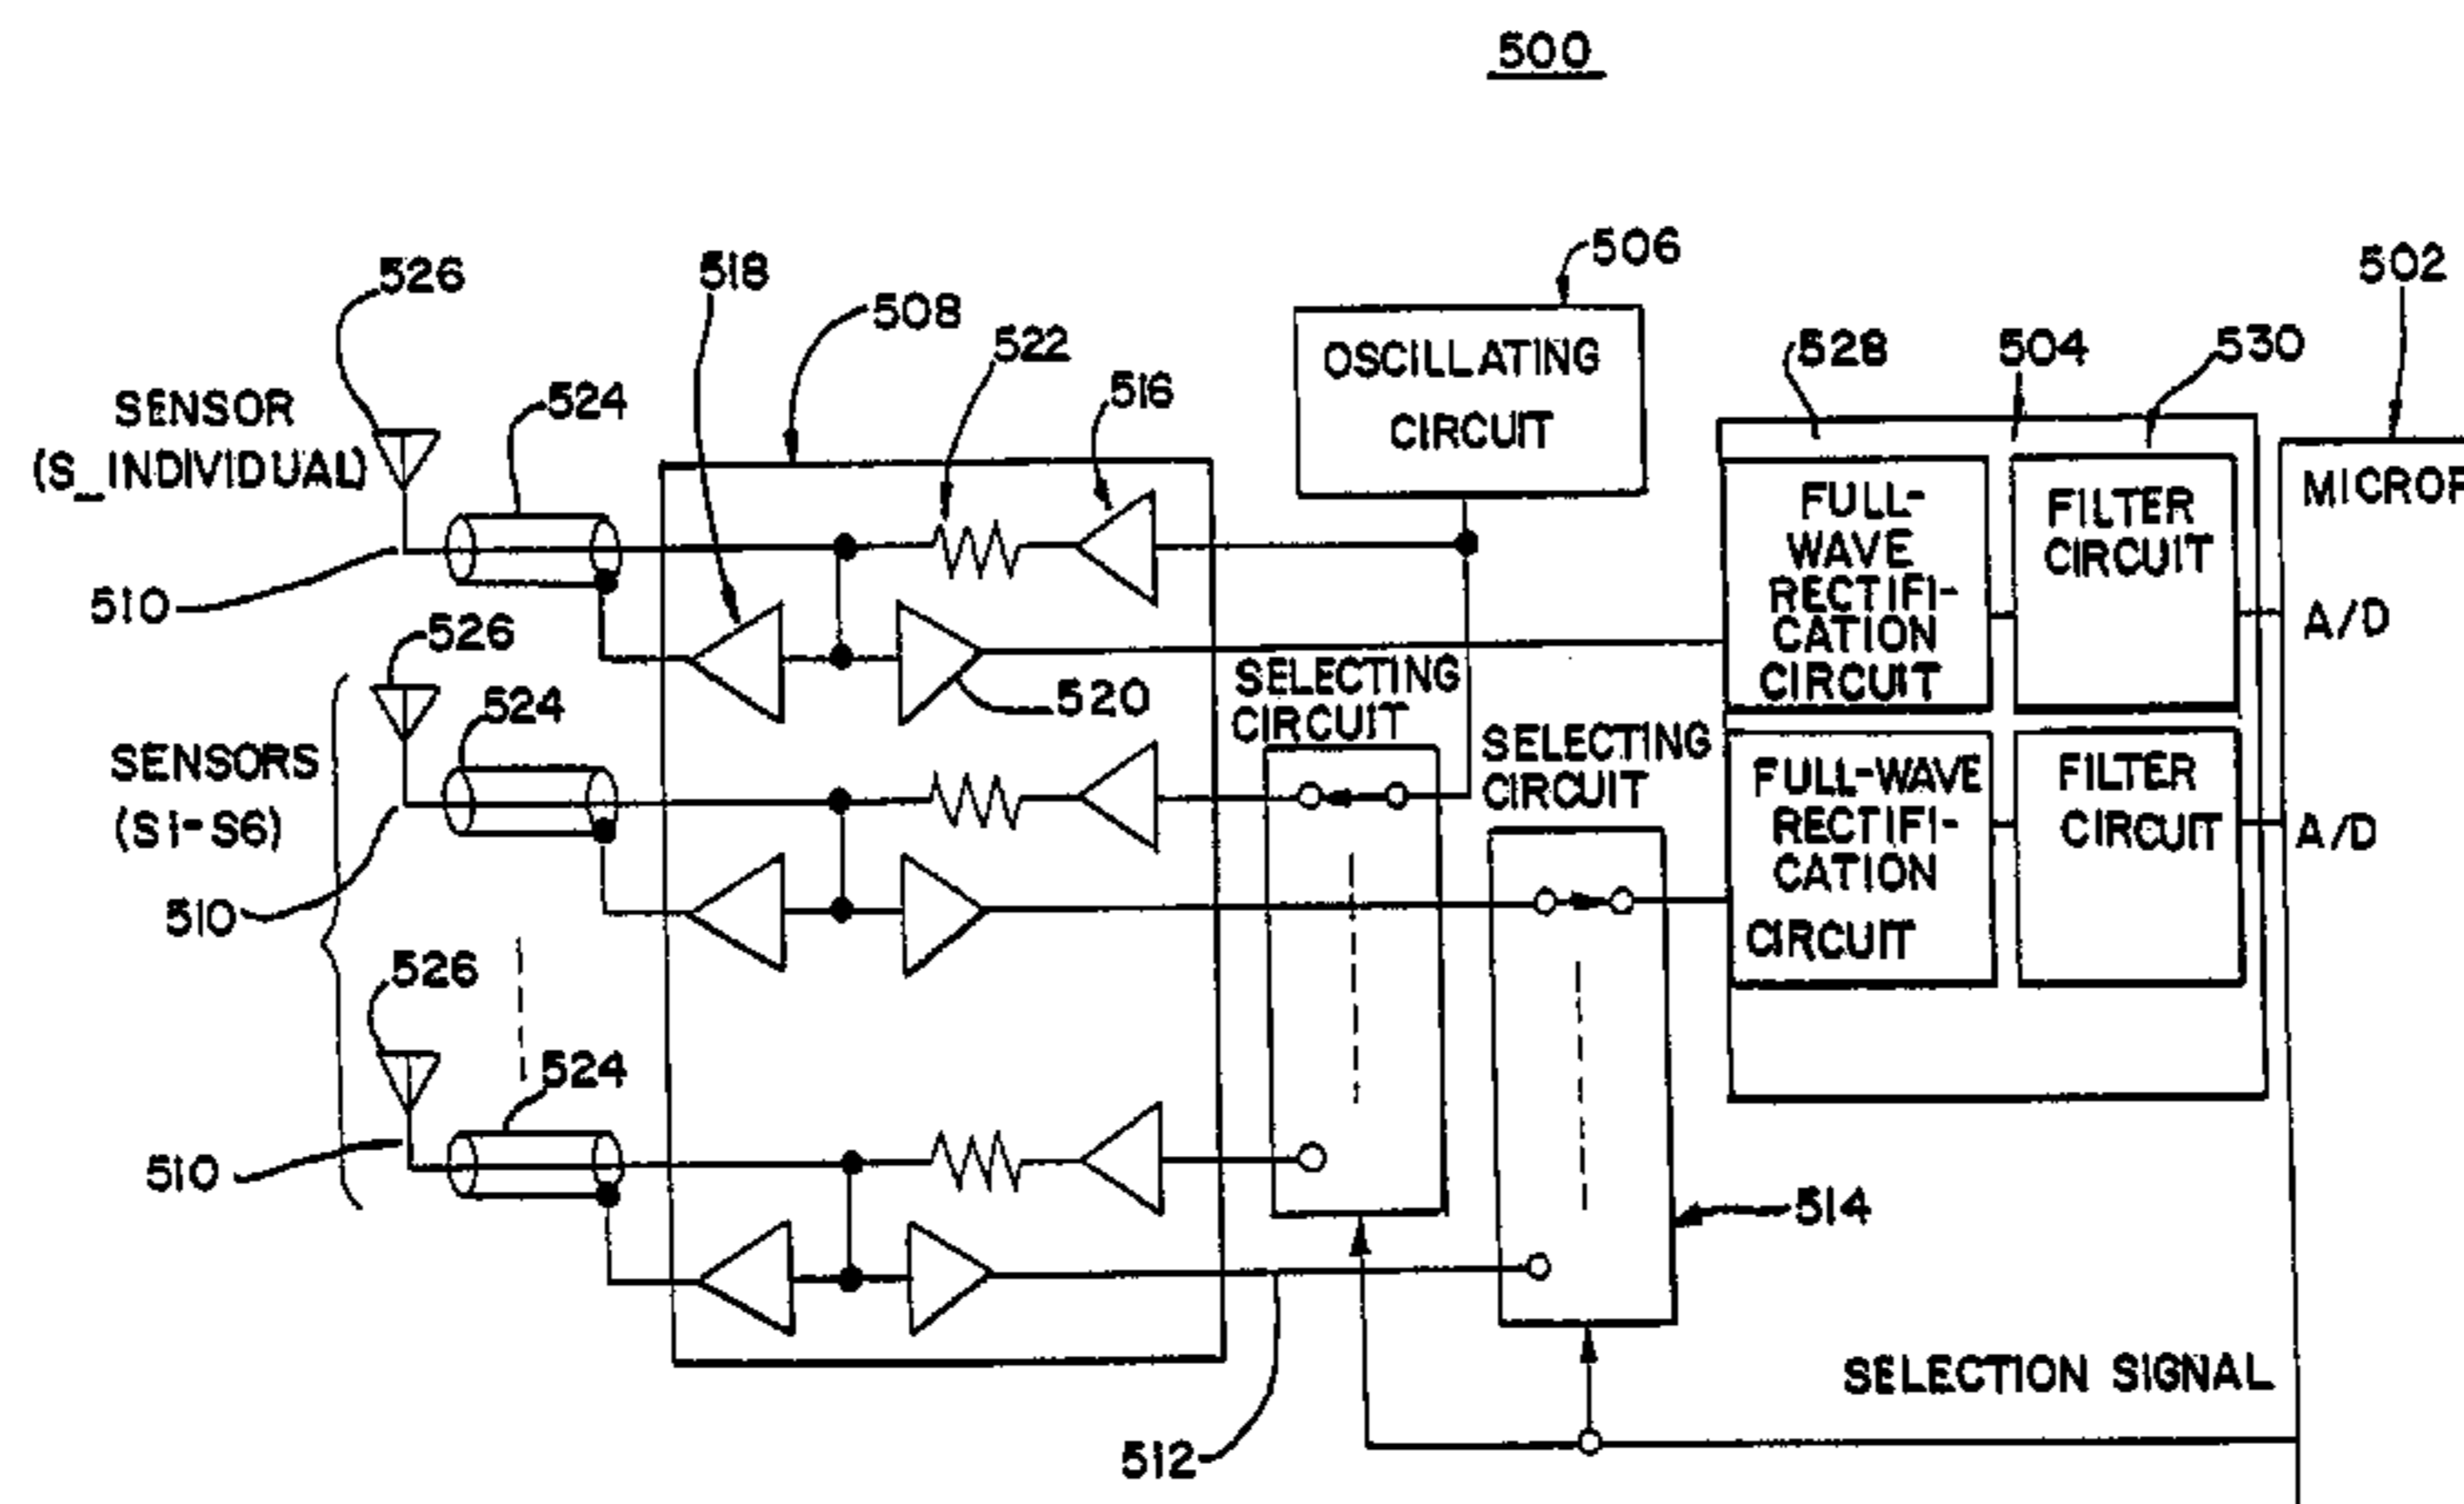 500
506
502
526
518
508
522
516
528
504
530
524
SENSOR
(S_INDIVIDUAL)
OSCILLATING
CIRCUIT
FULL-
WAVE
RECTIFI-
CATION
CIRCUIT
FILTER
CIRCUIT
MICROP
A/D
510
526
520
SELECTING
CIRCUIT
SELECTING
CIRCUIT
524
SENSORS
(S1-S6)
510
FULL-WAVE
RECTIFI-
CATION
CIRCUIT
FILTER
CIRCUIT
A/D
526
524
510
514
SELECTION SIGNAL
512